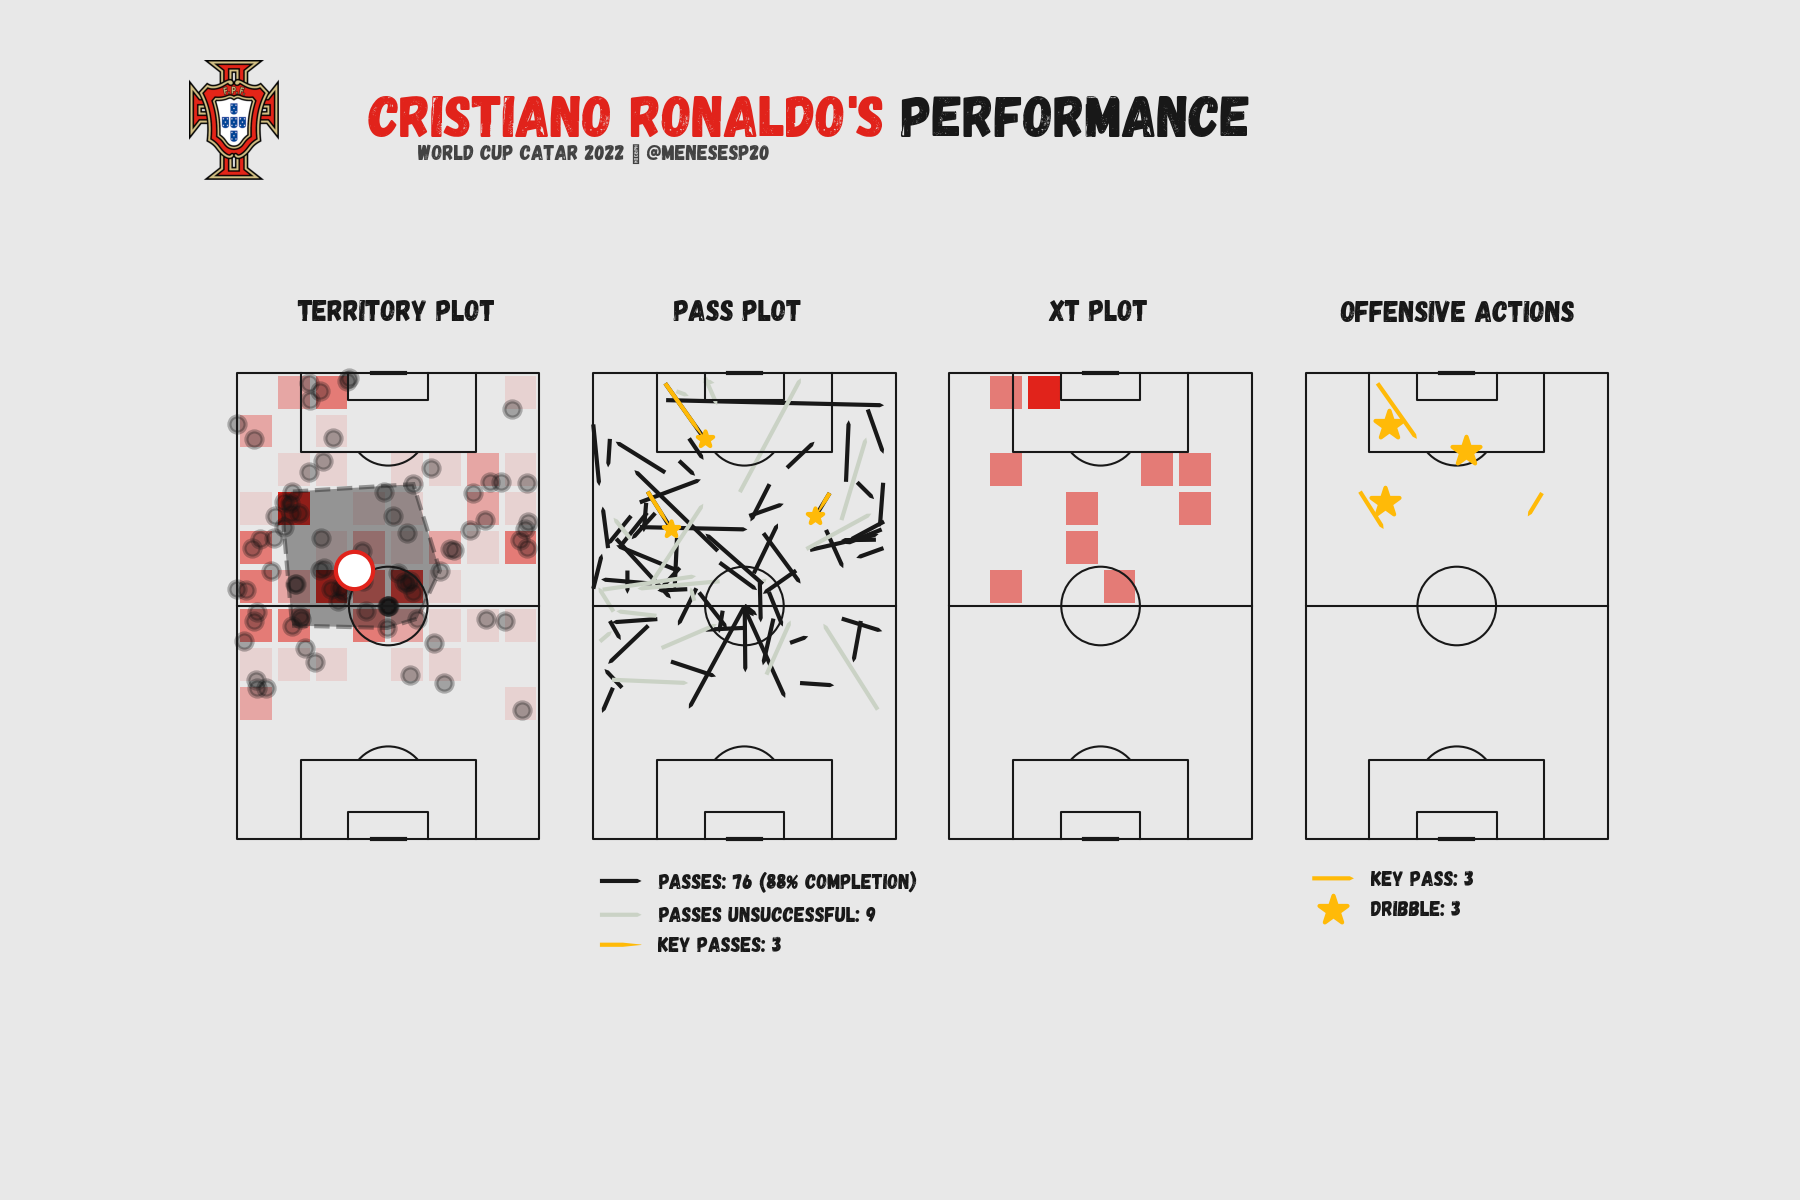 FPF
CRISTIANO RONALDO'S PERFORMANCE
WORLD CUP CATAR 2022 @MENESESP20
TERRITORY PLOT
PASS PLOT
XT PLOT
OFFENSIVE ACTIONS
PASSES: 76 (88% COMPLETION)
PASSES UNSUCCESSFUL: 9
KEY PASSES: 3
KEY PASS: 3
DRIBBLE: 3